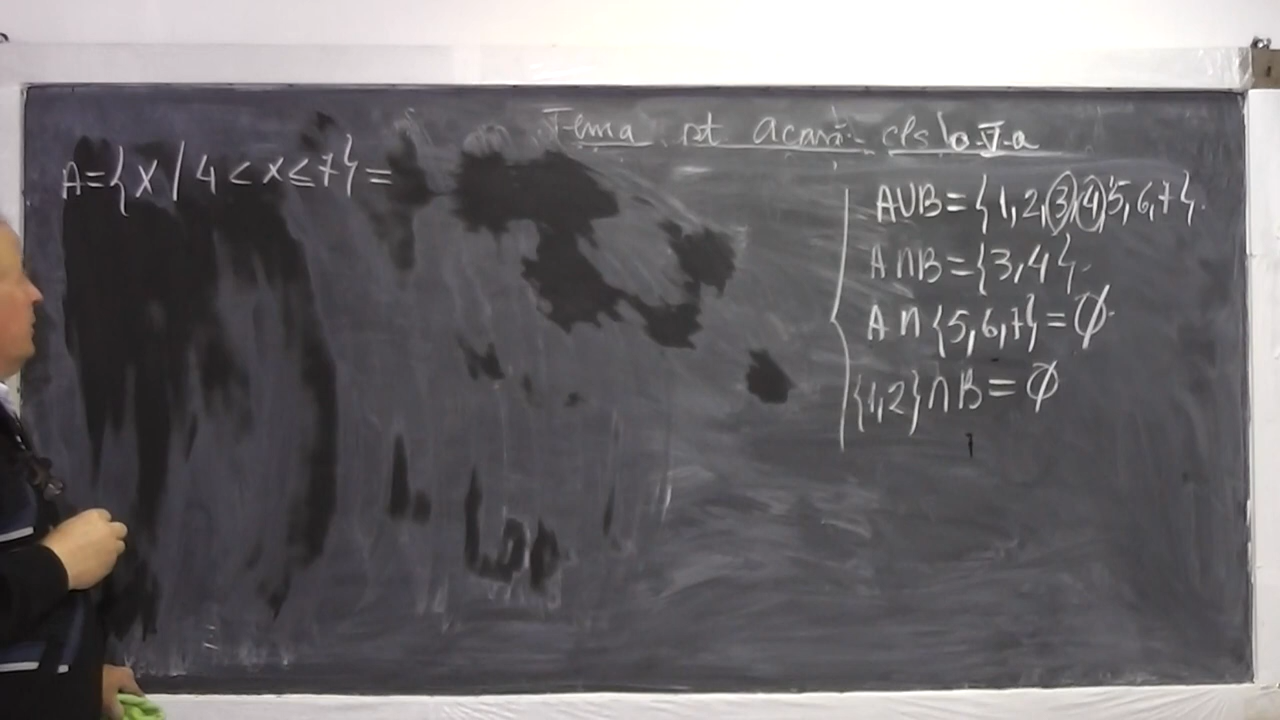 Tema pt acasă cls a V-a
A={x / 4 < x ≤ 7} =
A∪B={1,2,3,4,5,6,7}.
A∩B={3,4}.
A∩{5,6,7}=∅.
{1,2}∩B=∅